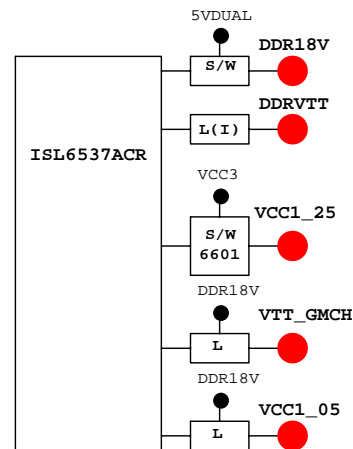 5VDUAL
DDR18V
S/W
DDRVTT
L(I)
ISL6537ACR
VCC3
VCC1_25
S/W
6601
DDR18V
VTT_GMCH
L
DDR18V
VCC1_05
L